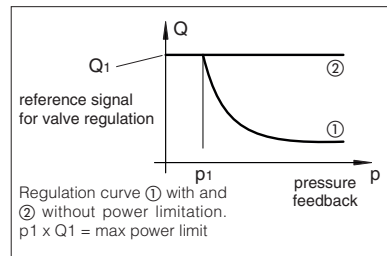 Q
Q1
②
reference signal
for valve regulation
①
p1
p
pressure
feedback
Regulation curve ① with and
② without power limitation.
p1 x Q1 = max power limit